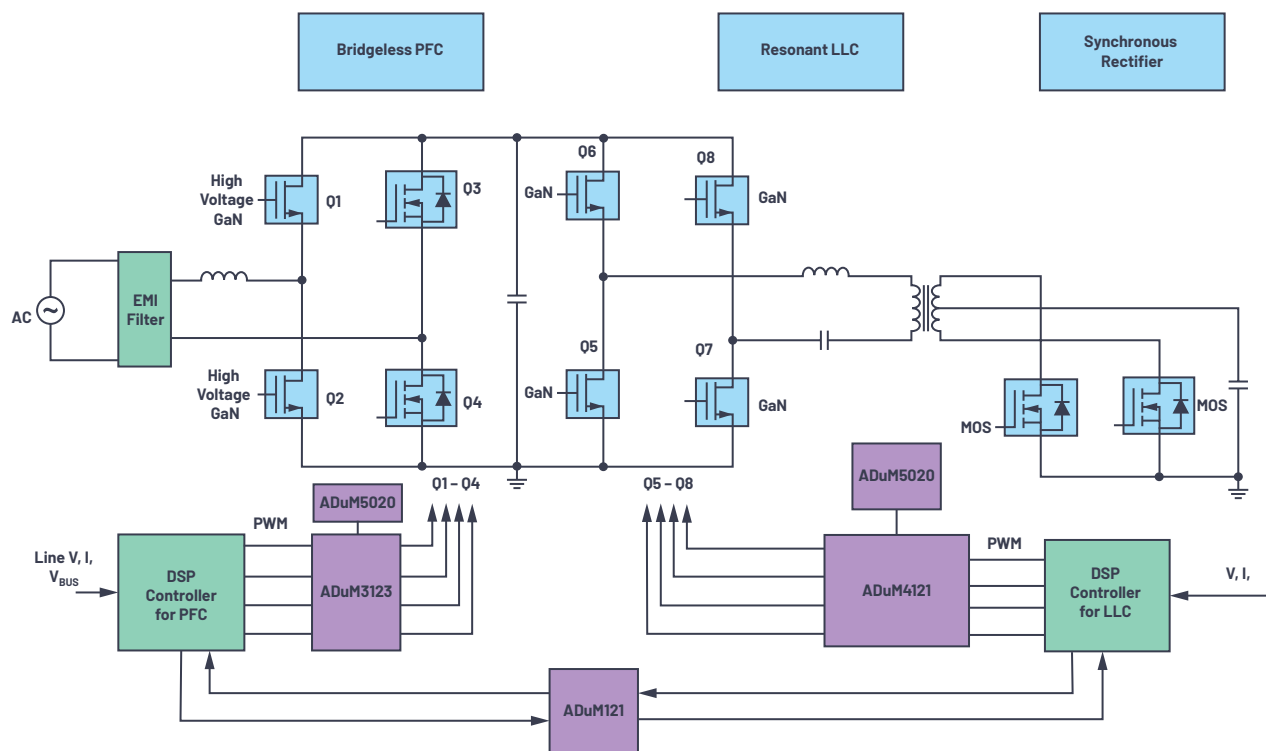 Bridgeless PFC
Resonant LLC
Synchronous
Rectifier
High
Voltage
GaN
Q1
Q3
Q6
GaN
Q8
GaN
AC
~
EMI
Filter
High
Voltage
GaN
Q2
Q4
Q5
GaN
Q7
GaN
MOS
MOS
Q1 – Q4
Q5 – Q8
ADuM5020
ADuM5020
Line V, I,
VBUS
DSP
Controller
for PFC
PWM
ADuM3123
ADuM4121
PWM
DSP
Controller
for LLC
V, I,
ADuM121